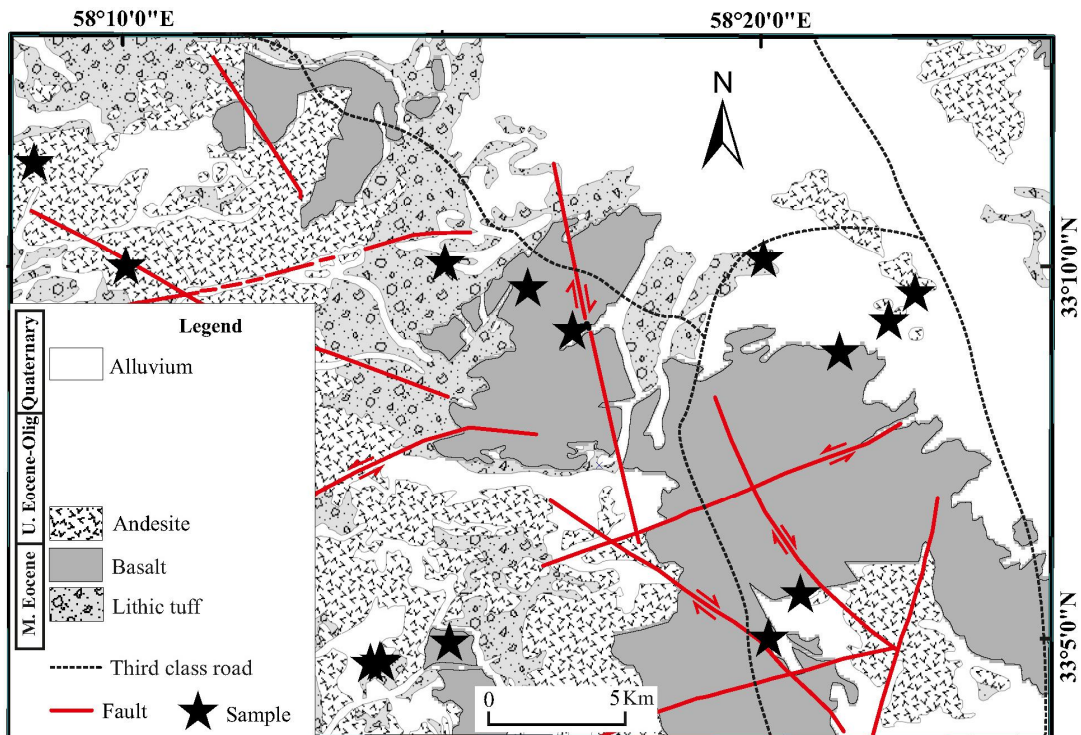 58°10'0"E
58°20'0"E
N
33°10'0"N
33°5'0"N
Legend
Quaternary
Alluvium
U. Eocene-Olig
Andesite
M. Eocene
Basalt
Lithic tuff
Third class road
Fault
Sample
0
5 Km